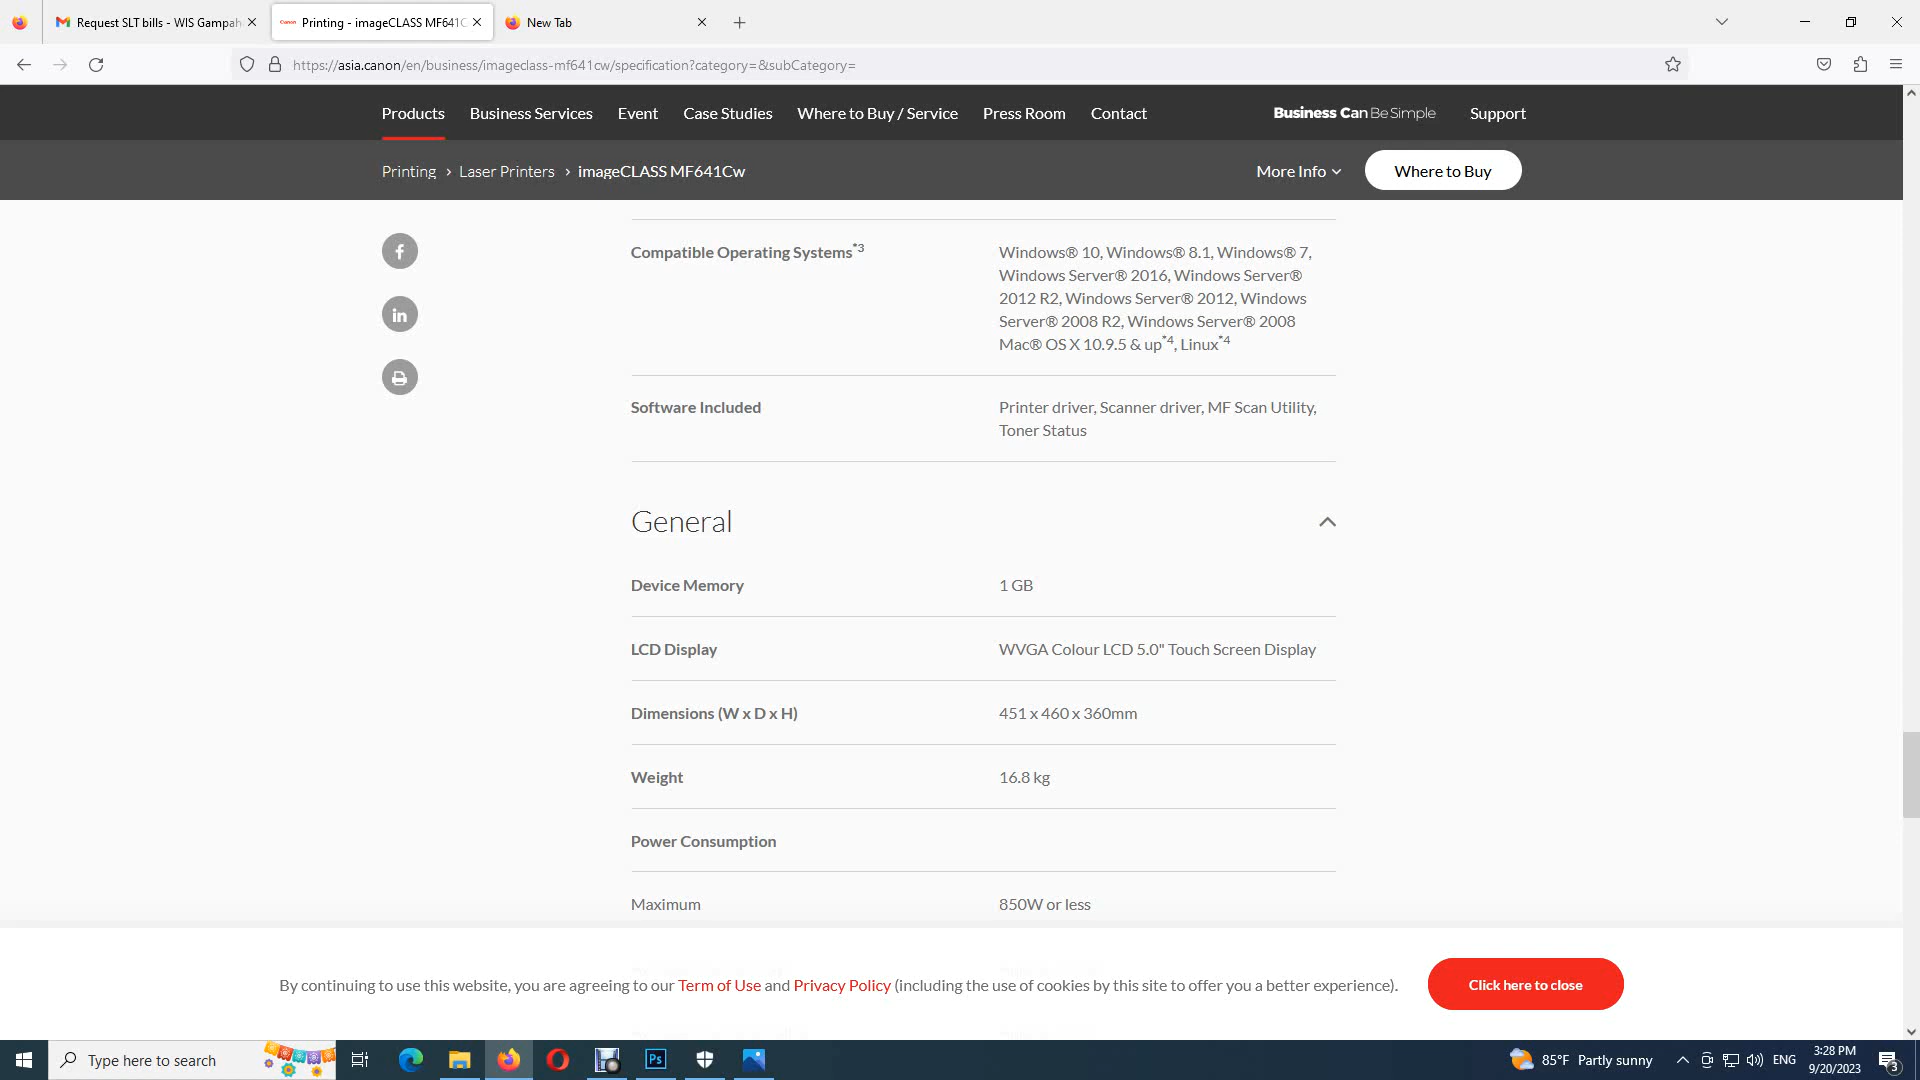 Request SLT bills - WIS Gampah
Canon Printing - imageCLASS MF641C
New Tab
https://asia.canon/en/business/imageclass-mf641cw/specification?category=&subCategory=
Products Business Services Event Case Studies Where to Buy / Service Press Room Contact Business Can Be Simple Support
Printing › Laser Printers › imageCLASS MF641Cw More Info Where to Buy
Compatible Operating Systems*3
Windows® 10, Windows® 8.1, Windows® 7,
Windows Server® 2016, Windows Server®
2012 R2, Windows Server® 2012, Windows
Server® 2008 R2, Windows Server® 2008
Mac® OS X 10.9.5 & up*4, Linux*4
Software Included
Printer driver, Scanner driver, MF Scan Utility,
Toner Status
General
Device Memory 1 GB
LCD Display WVGA Colour LCD 5.0" Touch Screen Display
Dimensions (W x D x H) 451 x 460 x 360mm
Weight 16.8 kg
Power Consumption
Maximum 850W or less
By continuing to use this website, you are agreeing to our Term of Use and Privacy Policy (including the use of cookies by this site to offer you a better experience).
Click here to close
Type here to search
Ps
85°F Partly sunny
ENG
3:28 PM
9/20/2023
3